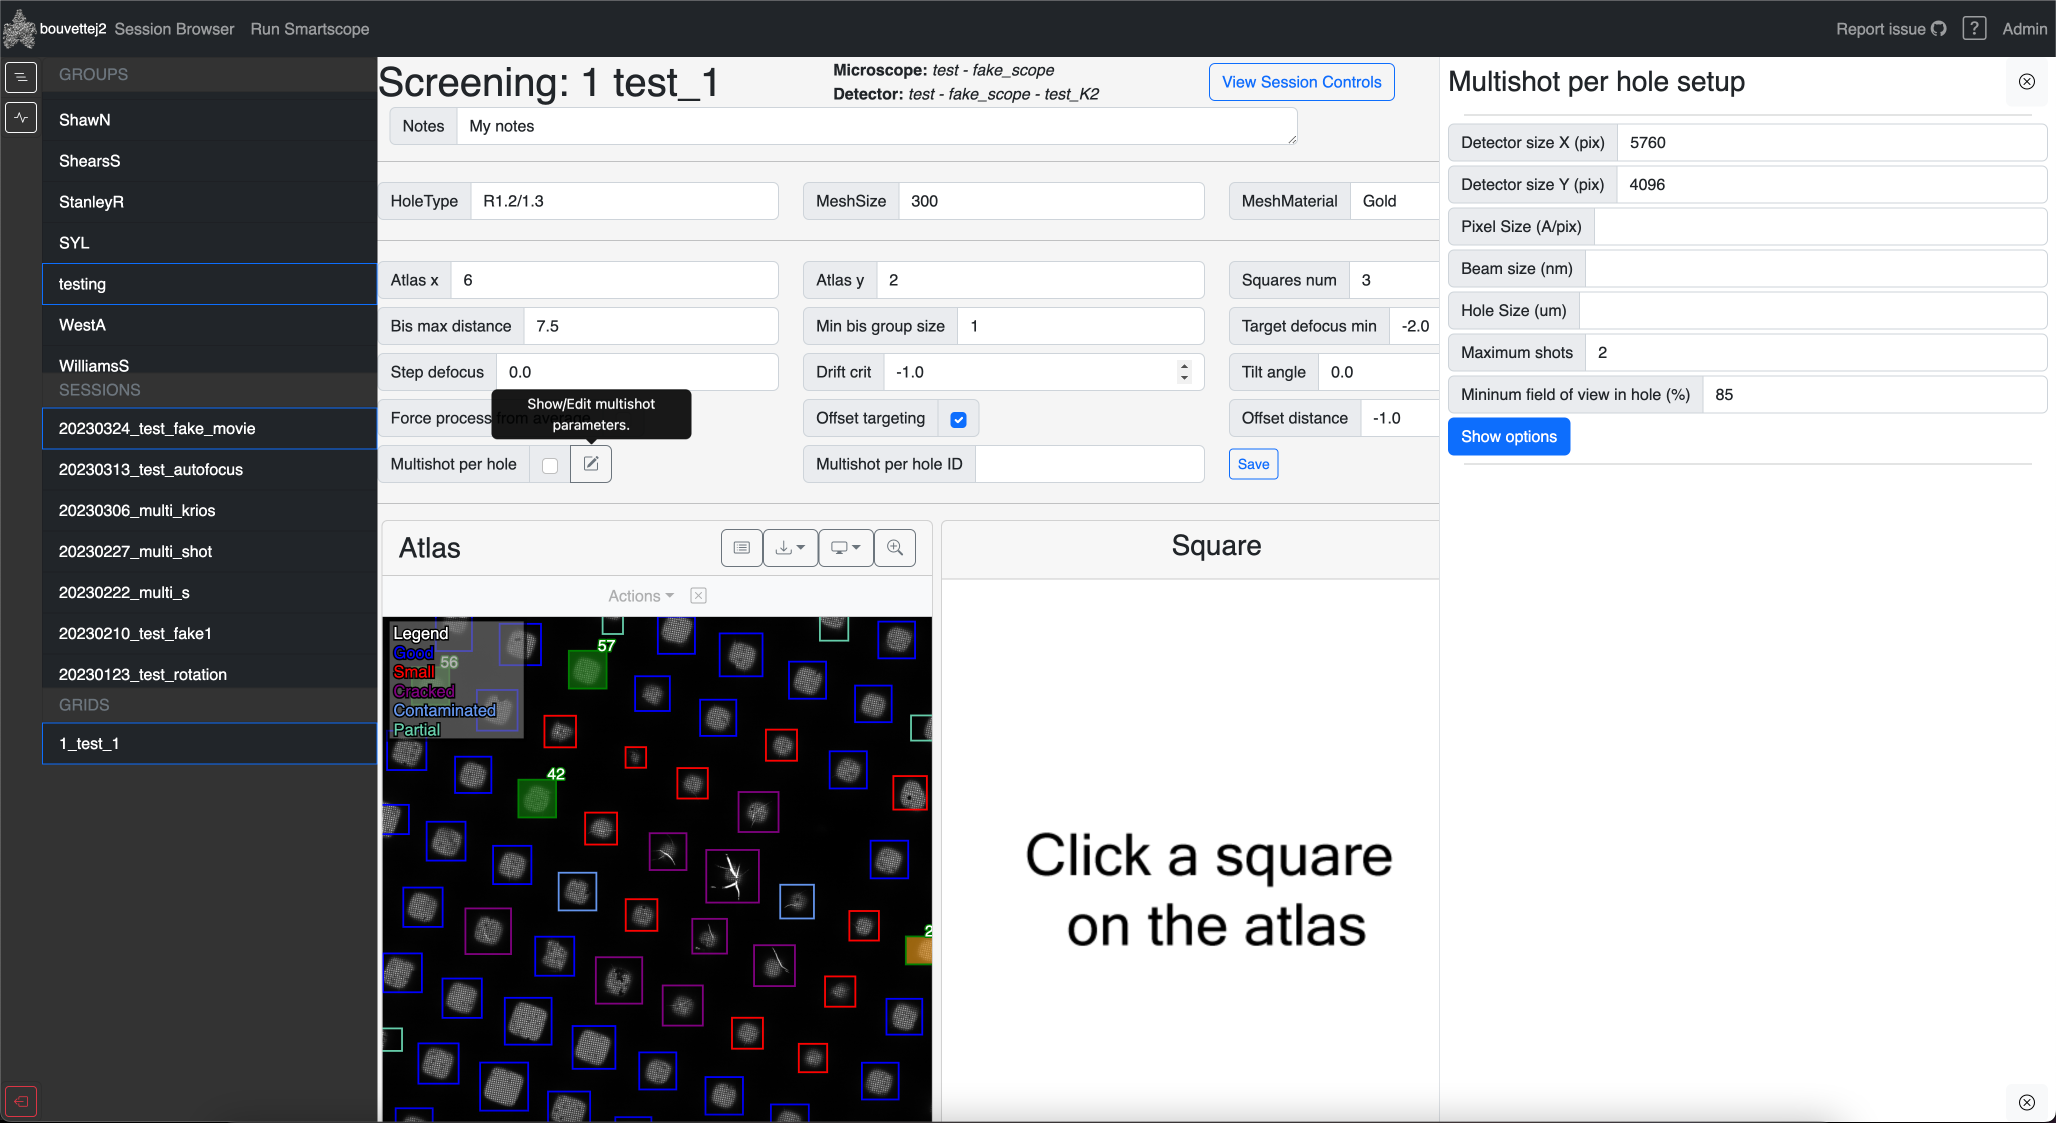 bouvettej2 Session Browser Run Smartscope Report issue ? Admin
GROUPS
ShawN
ShearsS
StanleyR
SYL
testing
WestA
WilliamsS
SESSIONS
20230324_test_fake_movie
20230313_test_autofocus
20230306_multi_krios
20230227_multi_shot
20230222_multi_s
20230210_test_fake1
20230123_test_rotation
GRIDS
1_test_1
Screening: 1 test_1
Microscope: test - fake_scope
Detector: test - fake_scope - test_K2
View Session Controls
Notes My notes
HoleType R1.2/1.3 MeshSize 300 MeshMaterial Gold
Atlas x 6 Atlas y 2 Squares num 3
Bis max distance 7.5 Min bis group size 1 Target defocus min -2.0
Step defocus 0.0 Drift crit -1.0 Tilt angle 0.0
Show/Edit multishot
parameters.
Force process from average Offset targeting Offset distance -1.0
Multishot per hole Multishot per hole ID Save
Atlas
Actions
Legend
Good
Small
Cracked
Contaminated
Partial
56
57
42
2
Square
Click a square
on the atlas
Multishot per hole setup
Detector size X (pix) 5760
Detector size Y (pix) 4096
Pixel Size (A/pix)
Beam size (nm)
Hole Size (um)
Maximum shots 2
Mininum field of view in hole (%) 85
Show options